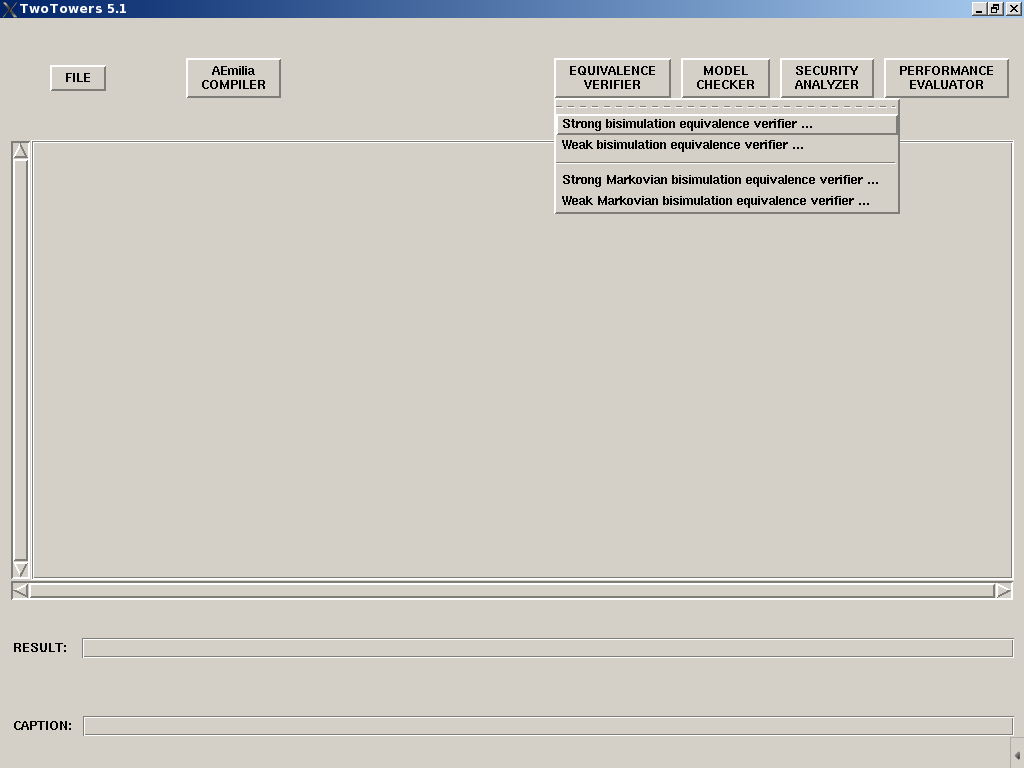 TwoTowers 5.1
FILE
AEmilia
COMPILER
EQUIVALENCE
VERIFIER
MODEL
CHECKER
SECURITY
ANALYZER
PERFORMANCE
EVALUATOR
Strong bisimulation equivalence verifier ...
Weak bisimulation equivalence verifier ...
Strong Markovian bisimulation equivalence verifier ...
Weak Markovian bisimulation equivalence verifier ...
RESULT:
CAPTION: